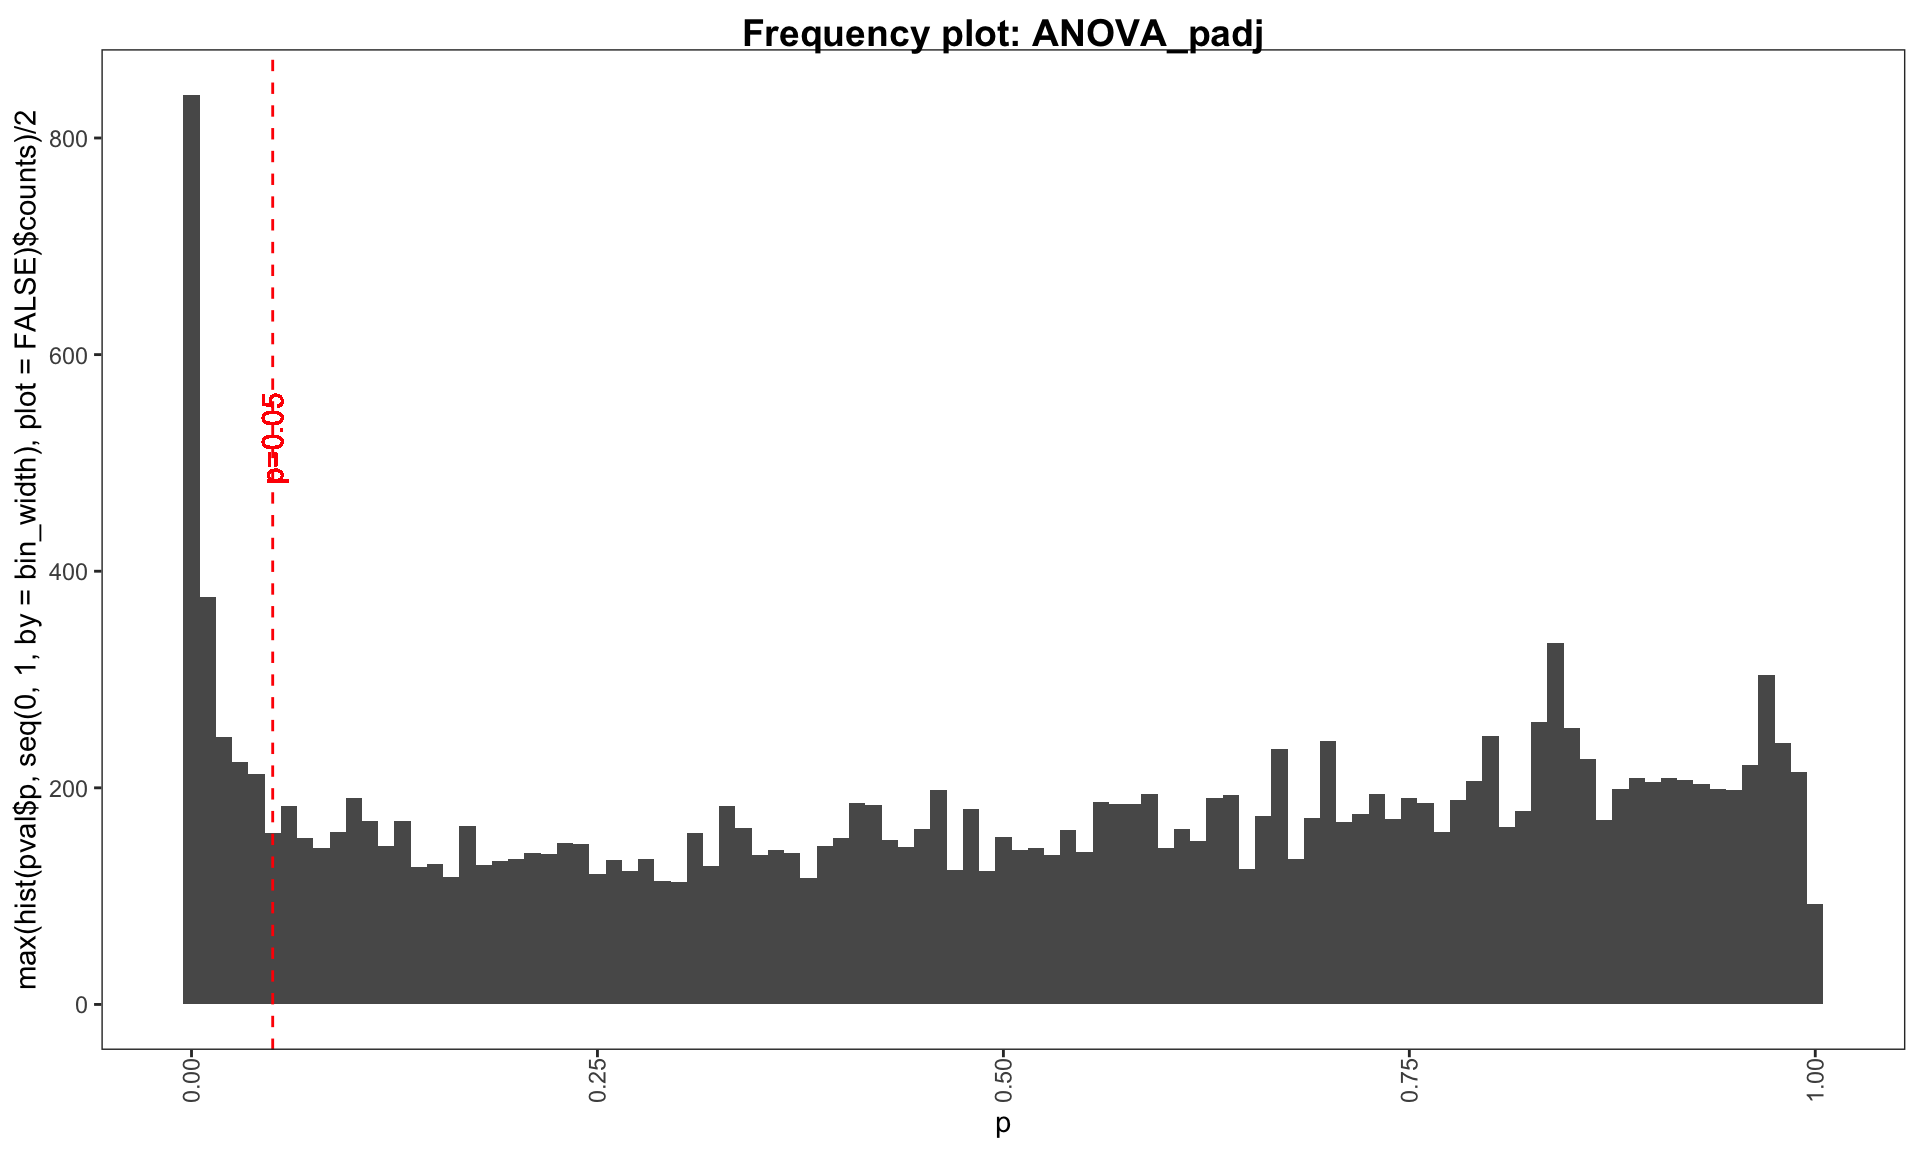 Frequency plot: ANOVA_padj
max(hist(pval$p, seq(0, 1, by = bin_width), plot = FALSE)$counts)/2
800
600
400
200
0
p=0.05
0.00
0.25
0.50
0.75
1.00
p